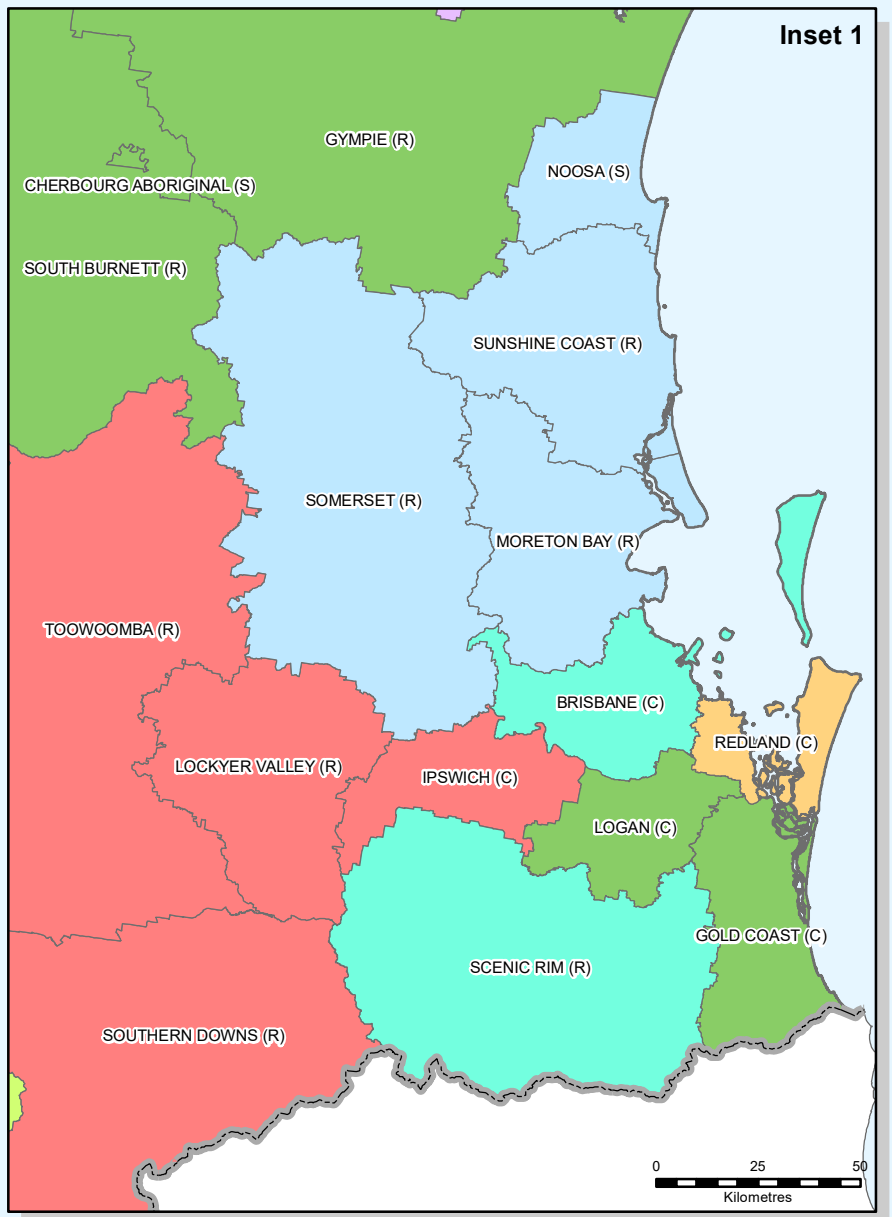 Inset 1
GYMPIE (R)
NOOSA (S)
CHERBOURG ABORIGINAL (S)
SOUTH BURNETT (R)
SUNSHINE COAST (R)
SOMERSET (R)
MORETON BAY (R)
TOOWOOMBA (R)
BRISBANE (C)
REDLAND (C)
LOCKYER VALLEY (R)
IPSWICH (C)
LOGAN (C)
GOLD COAST (C)
SCENIC RIM (R)
SOUTHERN DOWNS (R)
0 25 50
Kilometres